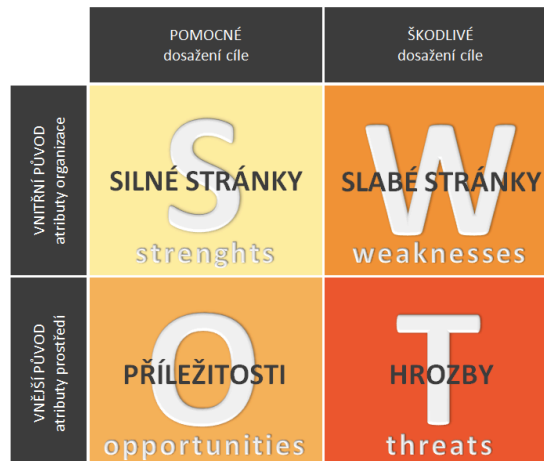 POMOCNÉ
dosažení cíle
ŠKODLIVÉ
dosažení cíle
VNITŘNÍ PŮVOD
atributy organizace
S
SILNÉ STRÁNKY
strenghts
W
SLABÉ STRÁNKY
weaknesses
VNĚJŠÍ PŮVOD
atributy prostředí
O
PŘÍLEŽITOSTI
opportunities
T
HROZBY
threats